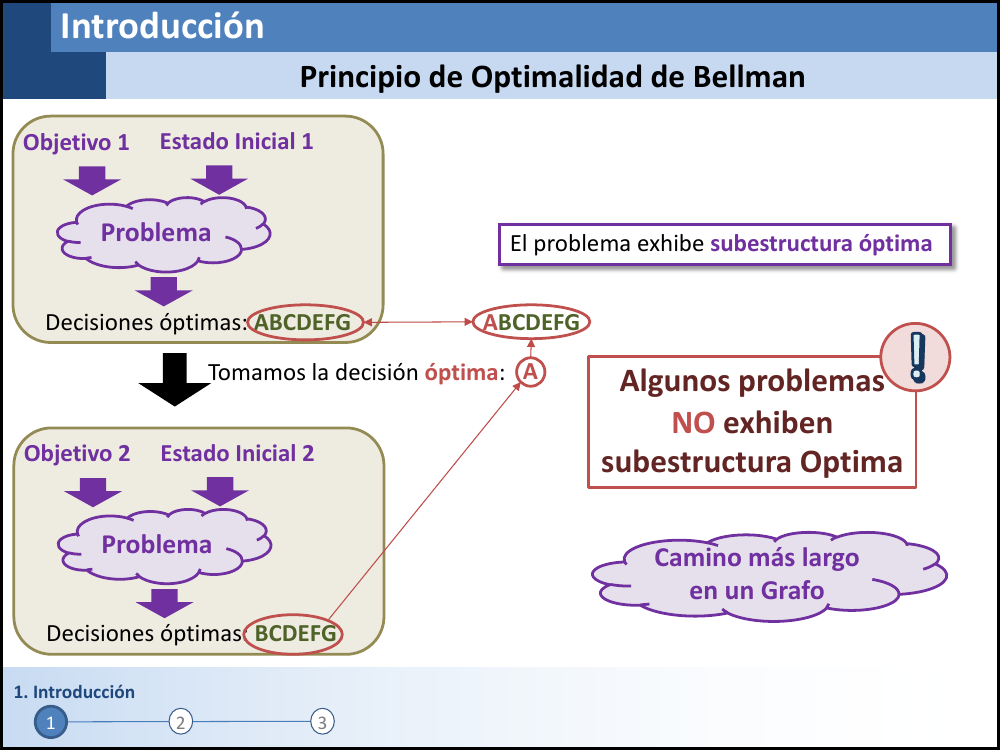 Introducción
Principio de Optimalidad de Bellman
Objetivo 1
Estado Inicial 1
Problema
Decisiones óptimas: ABCDEFG
Tomamos la decisión óptima: A
ABCDEFG
Objetivo 2
Estado Inicial 2
Problema
Decisiones óptimas: BCDEFG
El problema exhibe subestructura óptima
!
Algunos problemas
NO exhiben
subestructura Optima
Camino más largo
en un Grafo
1. Introducción
1
2
3